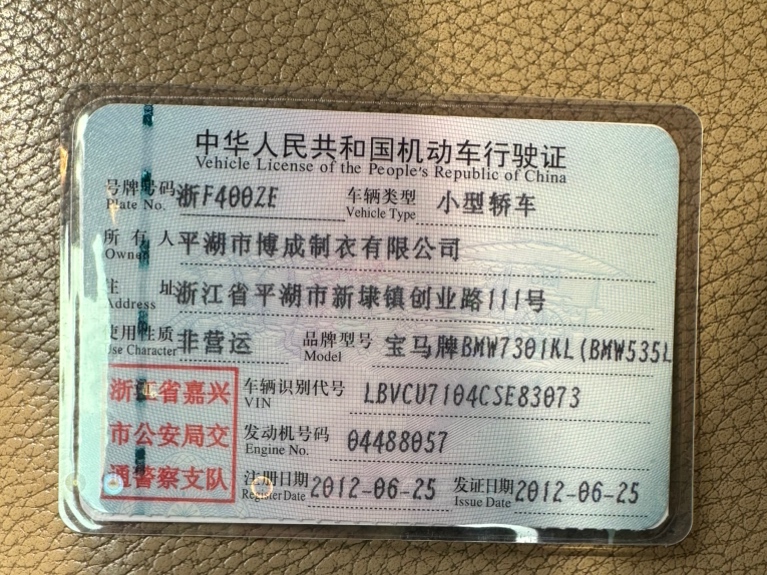 中华人民共和国机动车行驶证
Vehicle License of the People's Republic of China
号牌号码 浙F400ZE 车辆类型 小型轿车
Plate No. Vehicle Type
所有人 平湖市博成制衣有限公司
Owner
住址 浙江省平湖市新埭镇创业路111号
Address
使用性质 非营运 品牌型号 宝马牌BMW7301KL(BMW535L
Use Character Model
浙江省嘉兴
市公安局交
通警察支队
车辆识别代号 LBVCU7104CSE83073
VIN
发动机号码 04488057
Engine No.
注册日期 2012-06-25 发证日期 2012-06-25
Register Date Issue Date